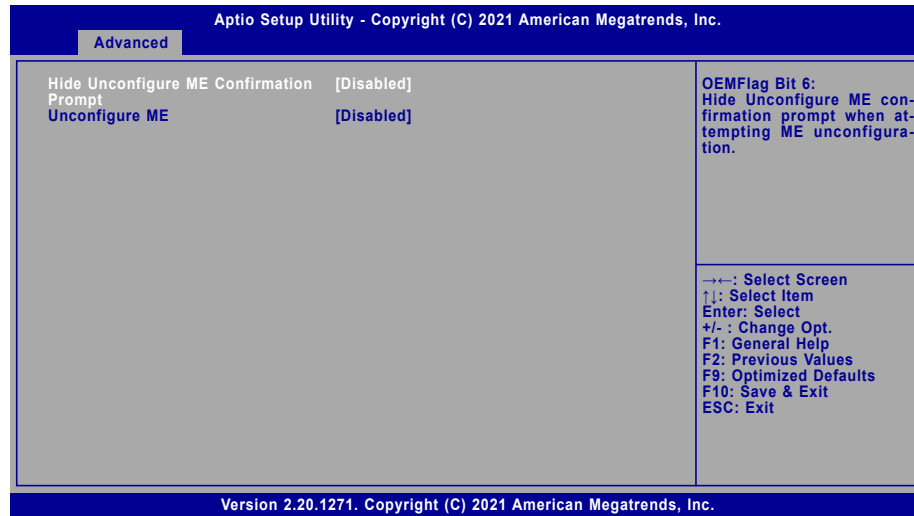 Aptio Setup Utility - Copyright (C) 2021 American Megatrends, Inc.
Advanced
Hide Unconfigure ME Confirmation Prompt [Disabled]
Unconfigure ME [Disabled]
OEMFlag Bit 6:
Hide Unconfigure ME con-
firmation prompt when at-
tempting ME unconfigura-
tion.
→←: Select Screen
↑↓: Select Item
Enter: Select
+/- : Change Opt.
F1: General Help
F2: Previous Values
F9: Optimized Defaults
F10: Save & Exit
ESC: Exit
Version 2.20.1271. Copyright (C) 2021 American Megatrends, Inc.